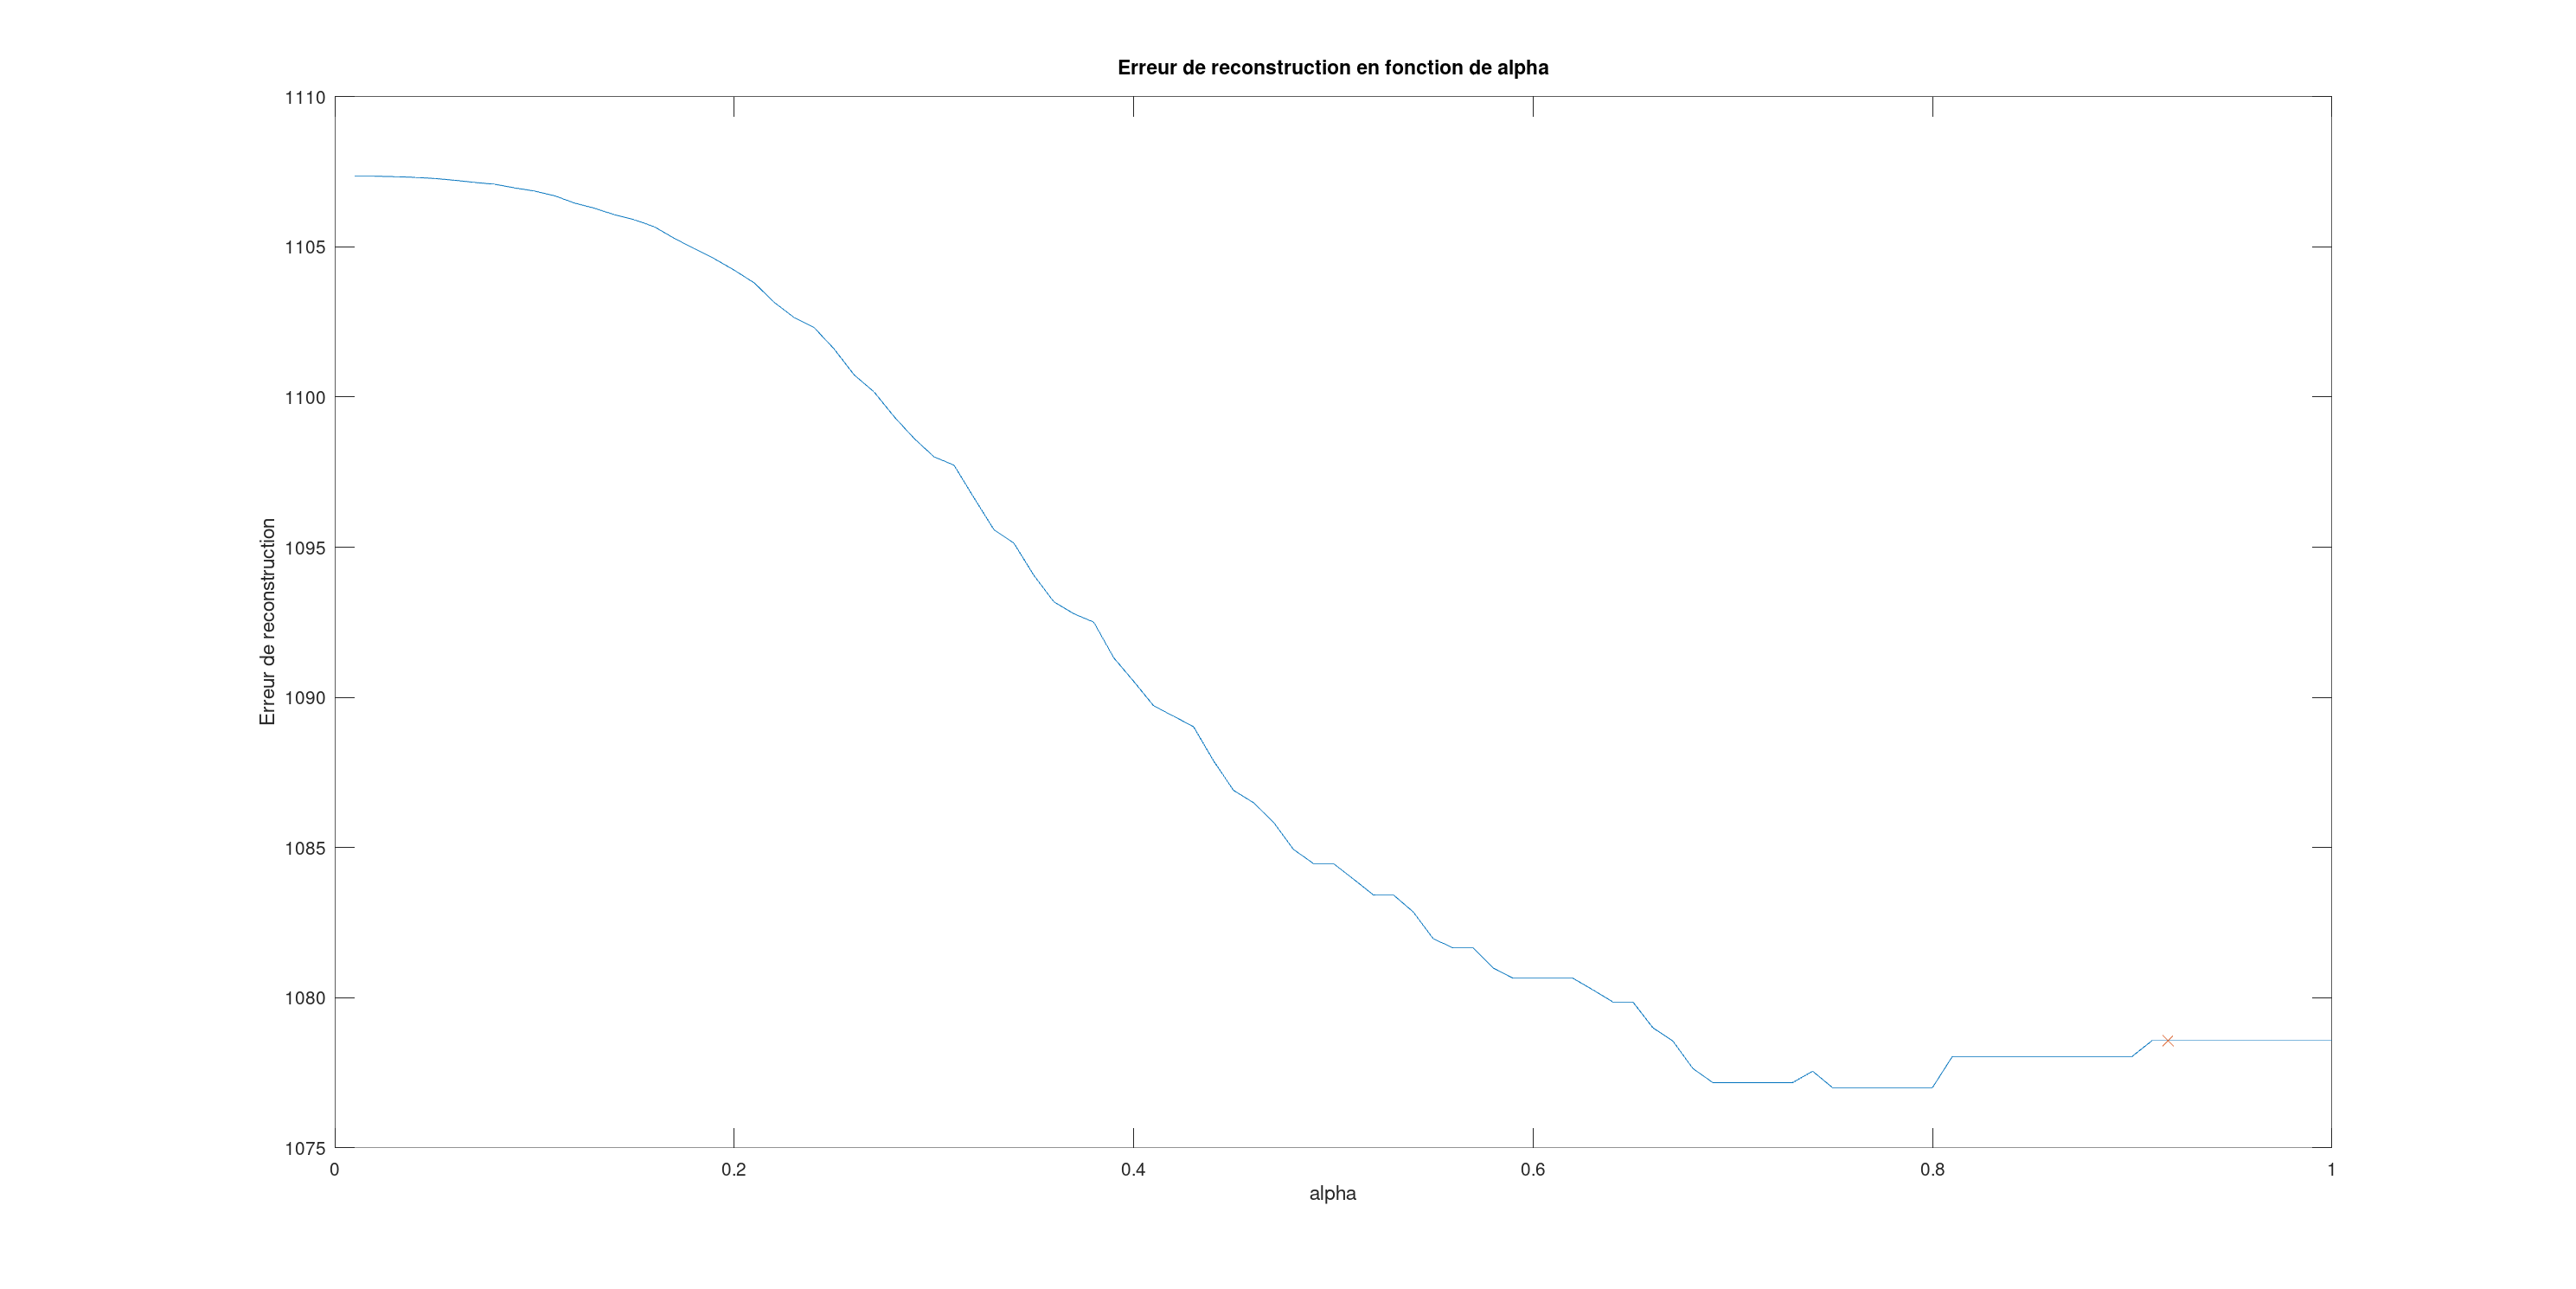 Erreur de reconstruction en fonction de alpha
1110
1105
1100
1095
1090
1085
1080
1075
Erreur de reconstruction
0 0.2 0.4 0.6 0.8 1
alpha